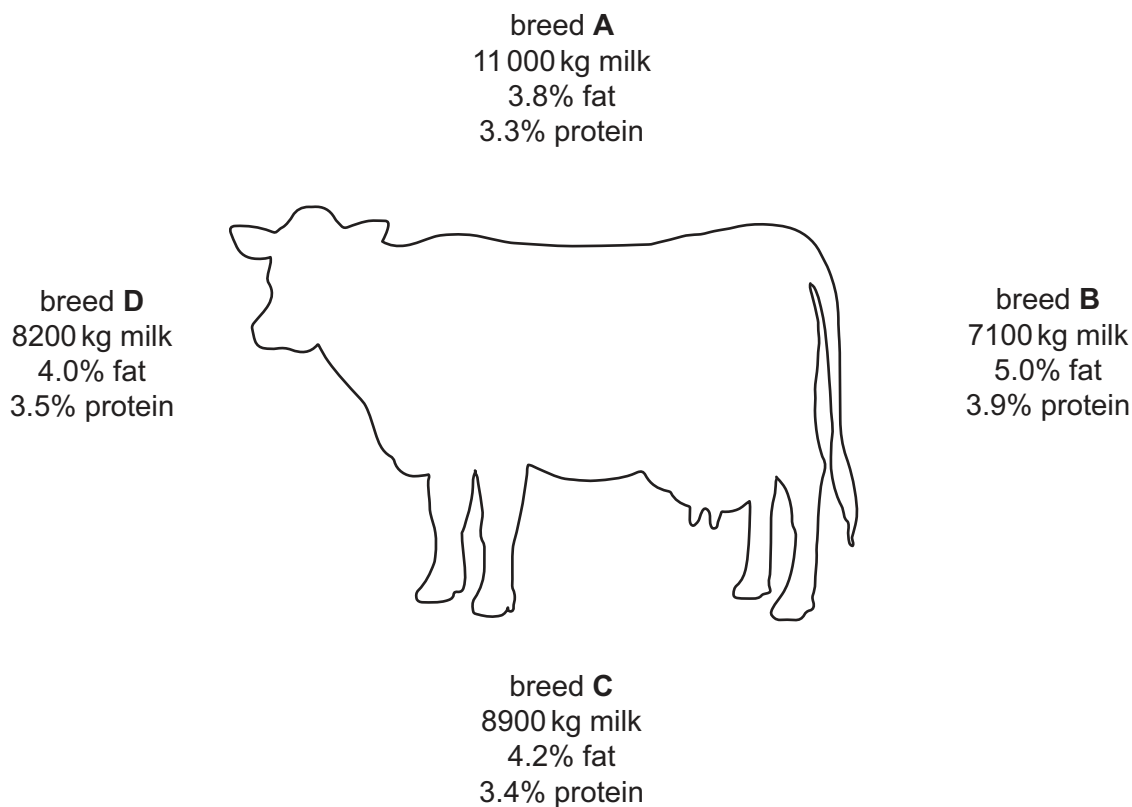 breed A
11 000 kg milk
3.8% fat
3.3% protein
breed D
8200 kg milk
4.0% fat
3.5% protein
breed B
7100 kg milk
5.0% fat
3.9% protein
breed C
8900 kg milk
4.2% fat
3.4% protein